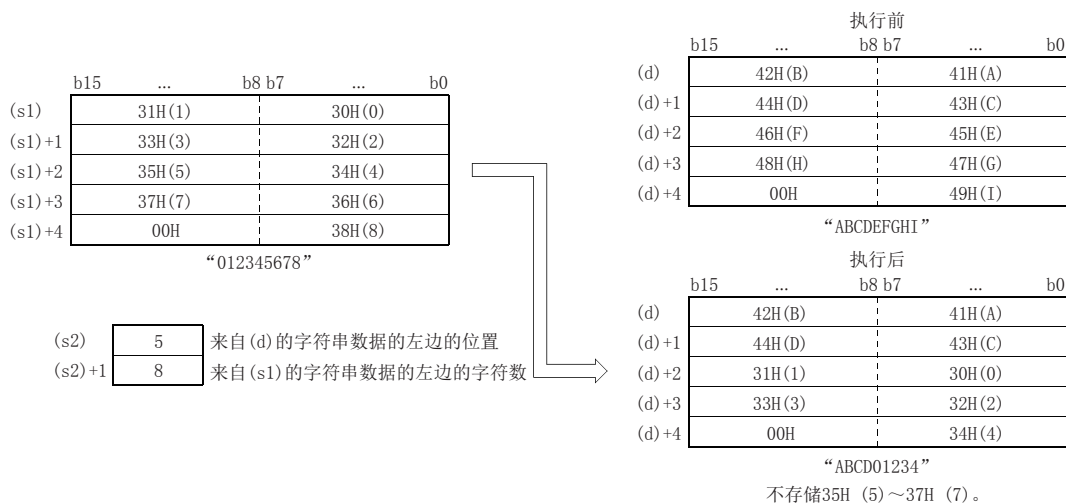 b15 ... b8 b7 ... b0
(s1) 31H(1) 30H(0)
(s1)+1 33H(3) 32H(2)
(s1)+2 35H(5) 34H(4)
(s1)+3 37H(7) 36H(6)
(s1)+4 00H 38H(8)
“012345678”
(s2) 5 来自(d)的字符串数据的左边的位置
(s2)+1 8 来自(s1)的字符串数据的左边的字符数
执行前
b15 ... b8 b7 ... b0
(d) 42H(B) 41H(A)
(d)+1 44H(D) 43H(C)
(d)+2 46H(F) 45H(E)
(d)+3 48H(H) 47H(G)
(d)+4 00H 49H(I)
“ABCDEFGHI”
执行后
b15 ... b8 b7 ... b0
(d) 42H(B) 41H(A)
(d)+1 44H(D) 43H(C)
(d)+2 31H(1) 30H(0)
(d)+3 33H(3) 32H(2)
(d)+4 00H 34H(4)
“ABCD01234”
不存储35H (5)～37H (7)。